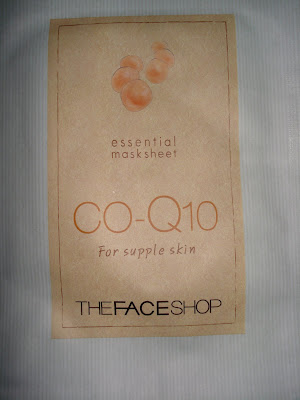 essential
masksheet
CO-Q10
For supple skin
THEFACESHOP